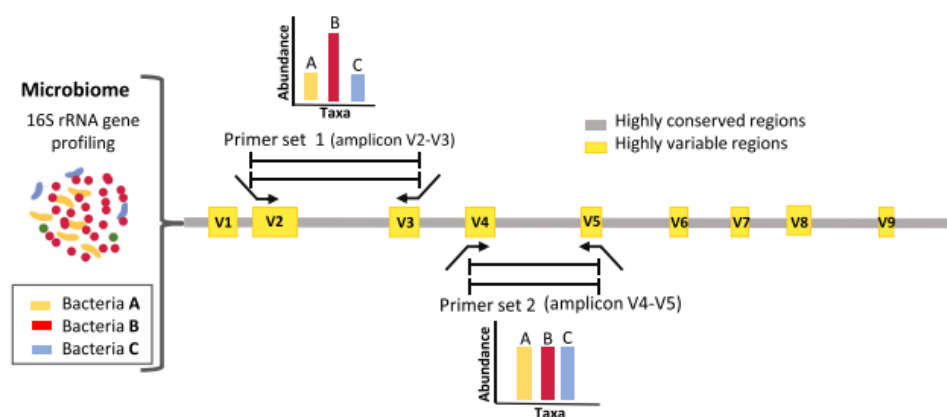 Microbiome
16S rRNA gene
profiling
Bacteria A
Bacteria B
Bacteria C
Abundance
A
B
C
Taxa
Primer set 1 (amplicon V2-V3)
Highly conserved regions
Highly variable regions
V1 V2 V3 V4 V5 V6 V7 V8 V9
Primer set 2 (amplicon V4-V5)
Abundance
A B C
Taxa